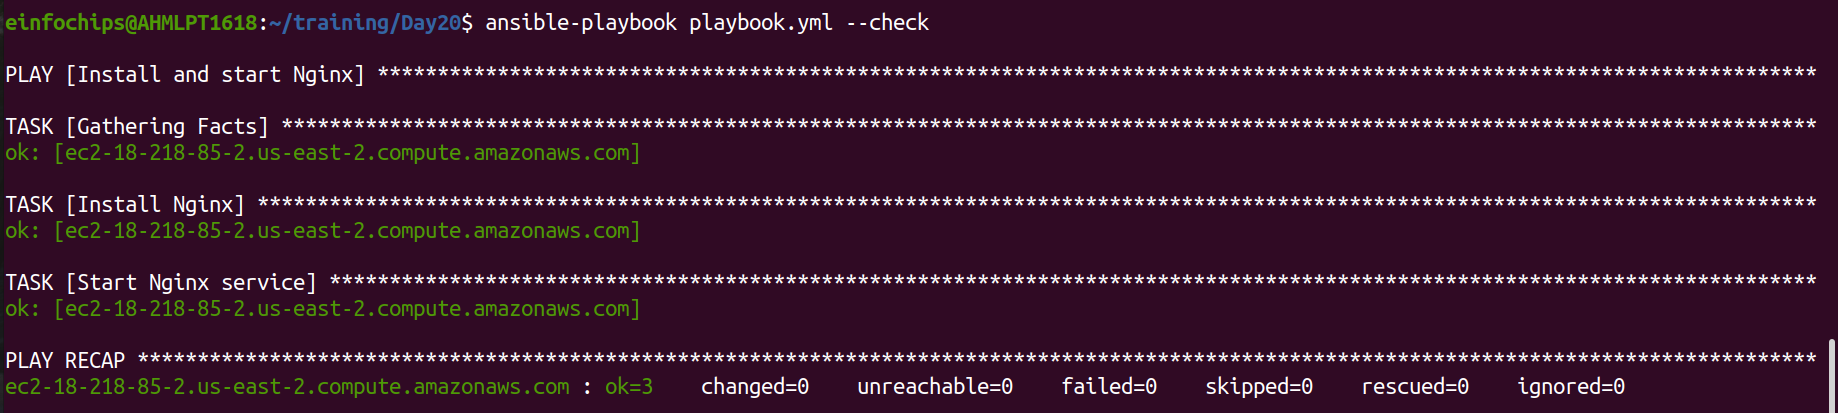 einfochips@AHMLPT1618:~/training/Day20$ ansible-playbook playbook.yml --check
PLAY [Install and start Nginx] ************************************************************************************************************************
TASK [Gathering Facts] ********************************************************************************************************************************
ok: [ec2-18-218-85-2.us-east-2.compute.amazonaws.com]
TASK [Install Nginx] **********************************************************************************************************************************
ok: [ec2-18-218-85-2.us-east-2.compute.amazonaws.com]
TASK [Start Nginx service] ****************************************************************************************************************************
ok: [ec2-18-218-85-2.us-east-2.compute.amazonaws.com]
PLAY RECAP ********************************************************************************************************************************************
ec2-18-218-85-2.us-east-2.compute.amazonaws.com : ok=3    changed=0    unreachable=0    failed=0    skipped=0    rescued=0    ignored=0